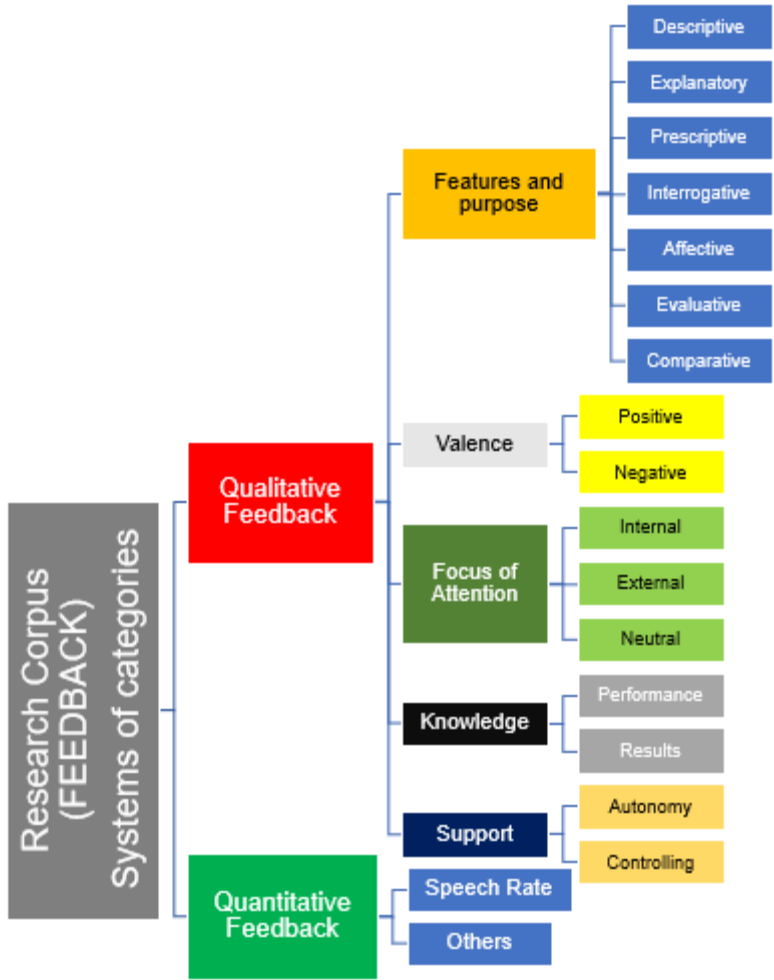 Research Corpus
(FEEDBACK)
Systems of categories
Qualitative
Feedback
Features and
purpose
Descriptive
Explanatory
Prescriptive
Interrogative
Affective
Evaluative
Comparative
Valence
Positive
Negative
Focus of
Attention
Internal
External
Neutral
Knowledge
Performance
Results
Support
Autonomy
Controlling
Quantitative
Feedback
Speech Rate
Others